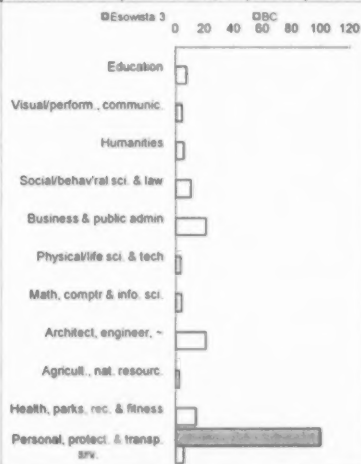 Esowista 3 BC
0 20 40 60 80 100 120
Education
Visual/perform., communic.
Humanities
Social/behav'ral sci. & law
Business & public admin
Physical/life sci. & tech
Math, comptr & info. sci.
Architect, engineer, ~
Agricult., nat. resourc.
Health, parks, rec. & fitness
Personal, protect. & transp.
srv.